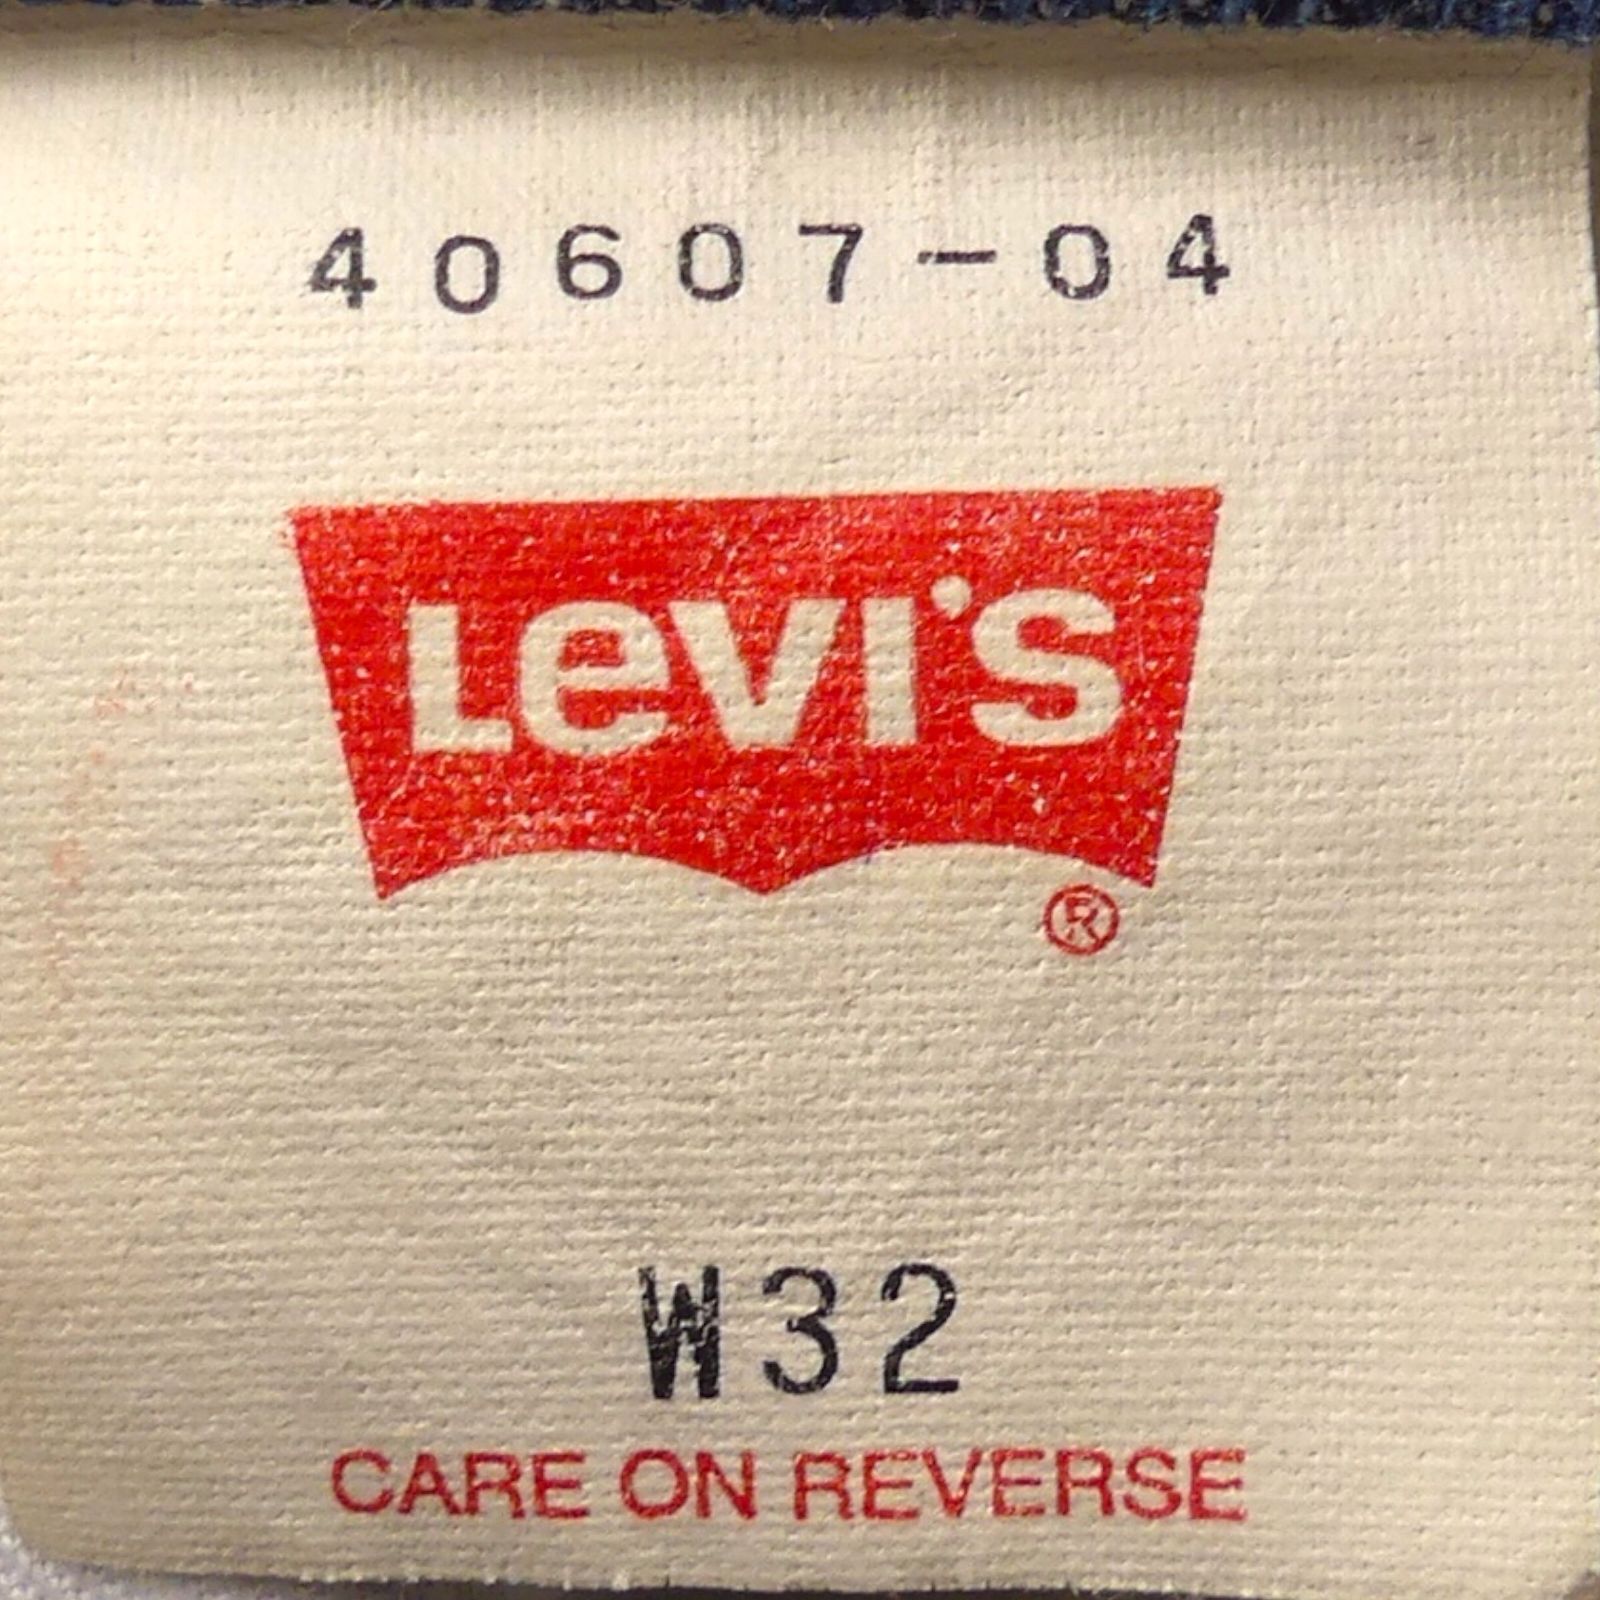 40607-04
Levi's
®
W32
CARE ON REVERSE